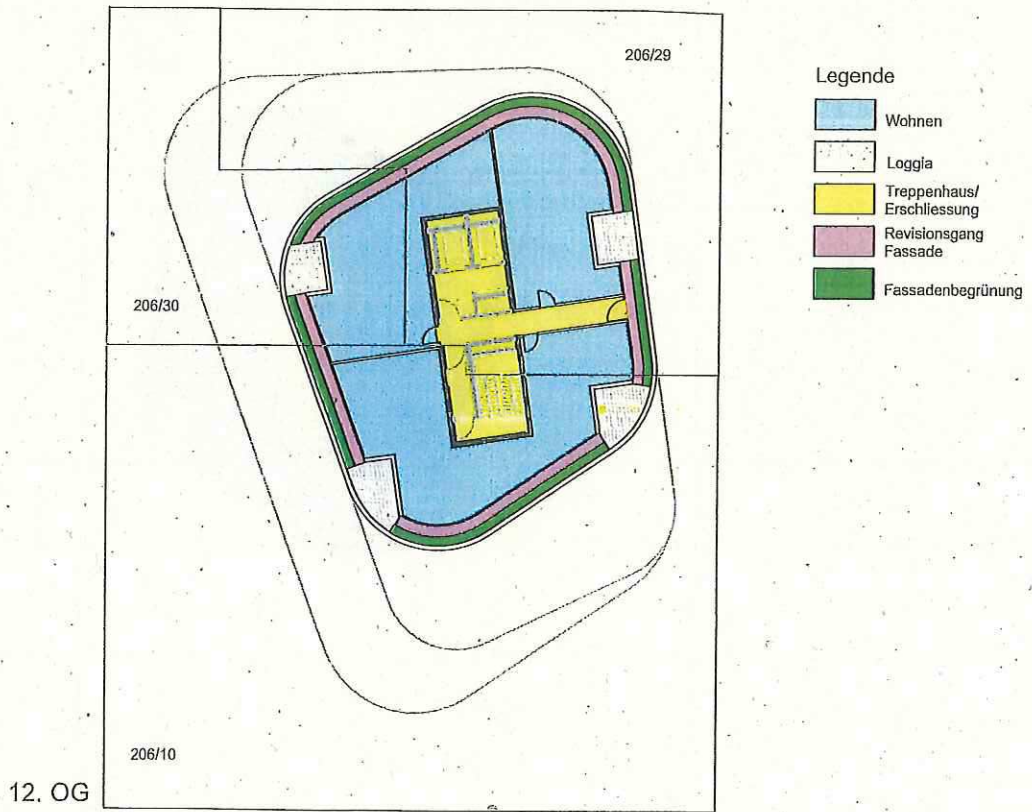 206/29
Legende
Wohnen
Loggia
Treppenhaus/
Erschliessung
Revisionsgang
Fassade
Fassadenbegrünung
206/30
206/10
12. OG